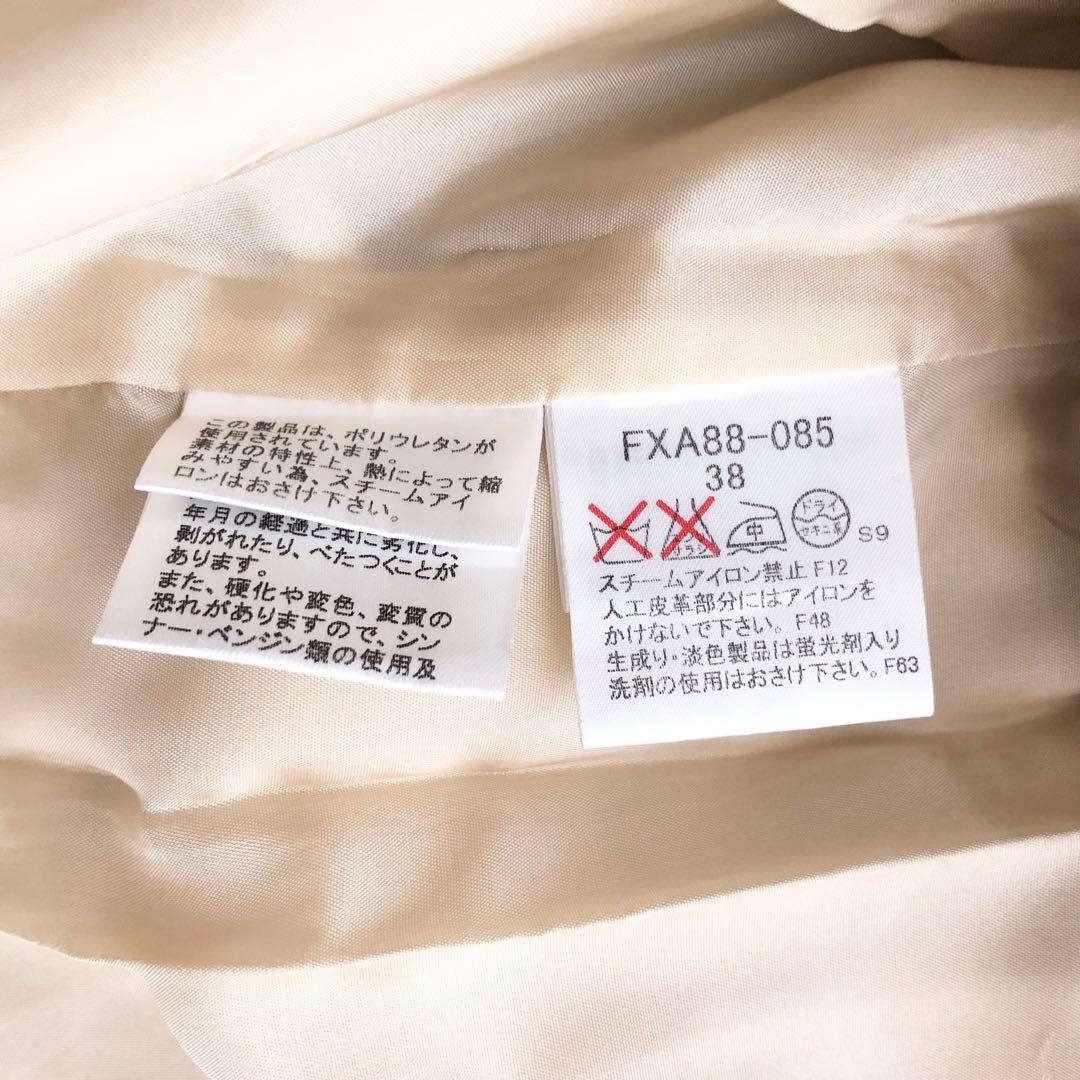 この製品は、ポリウレタンが
使用されています。
素材の特性上、熱によって縮
みやすい為、スチームアイ
ロンはおさけ下さい。
年月の経過と共に劣化し、
剥がれたり、べたつくことが
あります。
また、硬化や変色、変質の
恐れがありますので、シン
ナー・ベンジン類の使用及
FXA88-085
38
サラシ
中
ドライ
セキユ系
S9
スチームアイロン禁止 F12
人工皮革部分にはアイロンを
かけないで下さい。F48
生成り・淡色製品は蛍光剤入り
洗剤の使用はおさけ下さい。F63